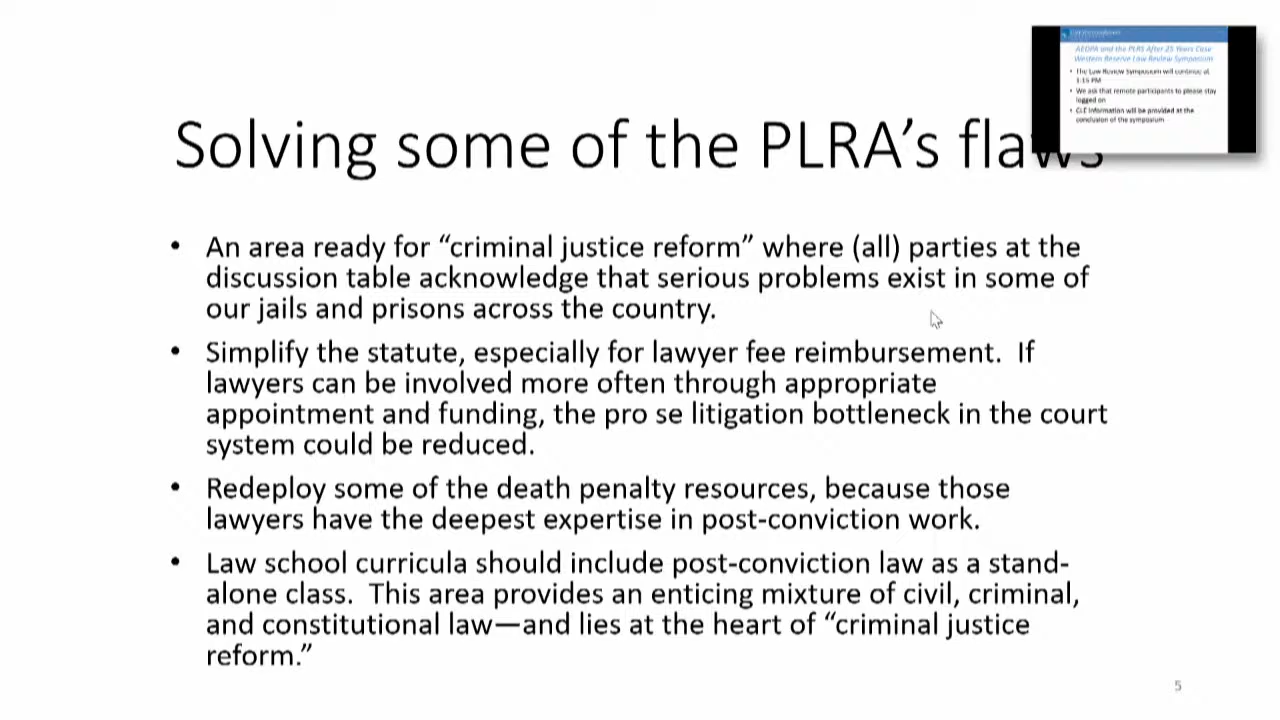 AEDPA and the PLRS After 25 Years Case
Western Reserve Law Review Symposium
• The Law Review Symposium will continue at
1:15 PM
• We ask that remote participants to please stay
logged on
• CLE information will be provided at the
conclusion of the symposium
Solving some of the PLRA’s flaws
• An area ready for “criminal justice reform” where (all) parties at the
discussion table acknowledge that serious problems exist in some of
our jails and prisons across the country.
• Simplify the statute, especially for lawyer fee reimbursement.  If
lawyers can be involved more often through appropriate
appointment and funding, the pro se litigation bottleneck in the court
system could be reduced.
• Redeploy some of the death penalty resources, because those
lawyers have the deepest expertise in post-conviction work.
• Law school curricula should include post-conviction law as a stand-
alone class.  This area provides an enticing mixture of civil, criminal,
and constitutional law—and lies at the heart of “criminal justice
reform.”
5